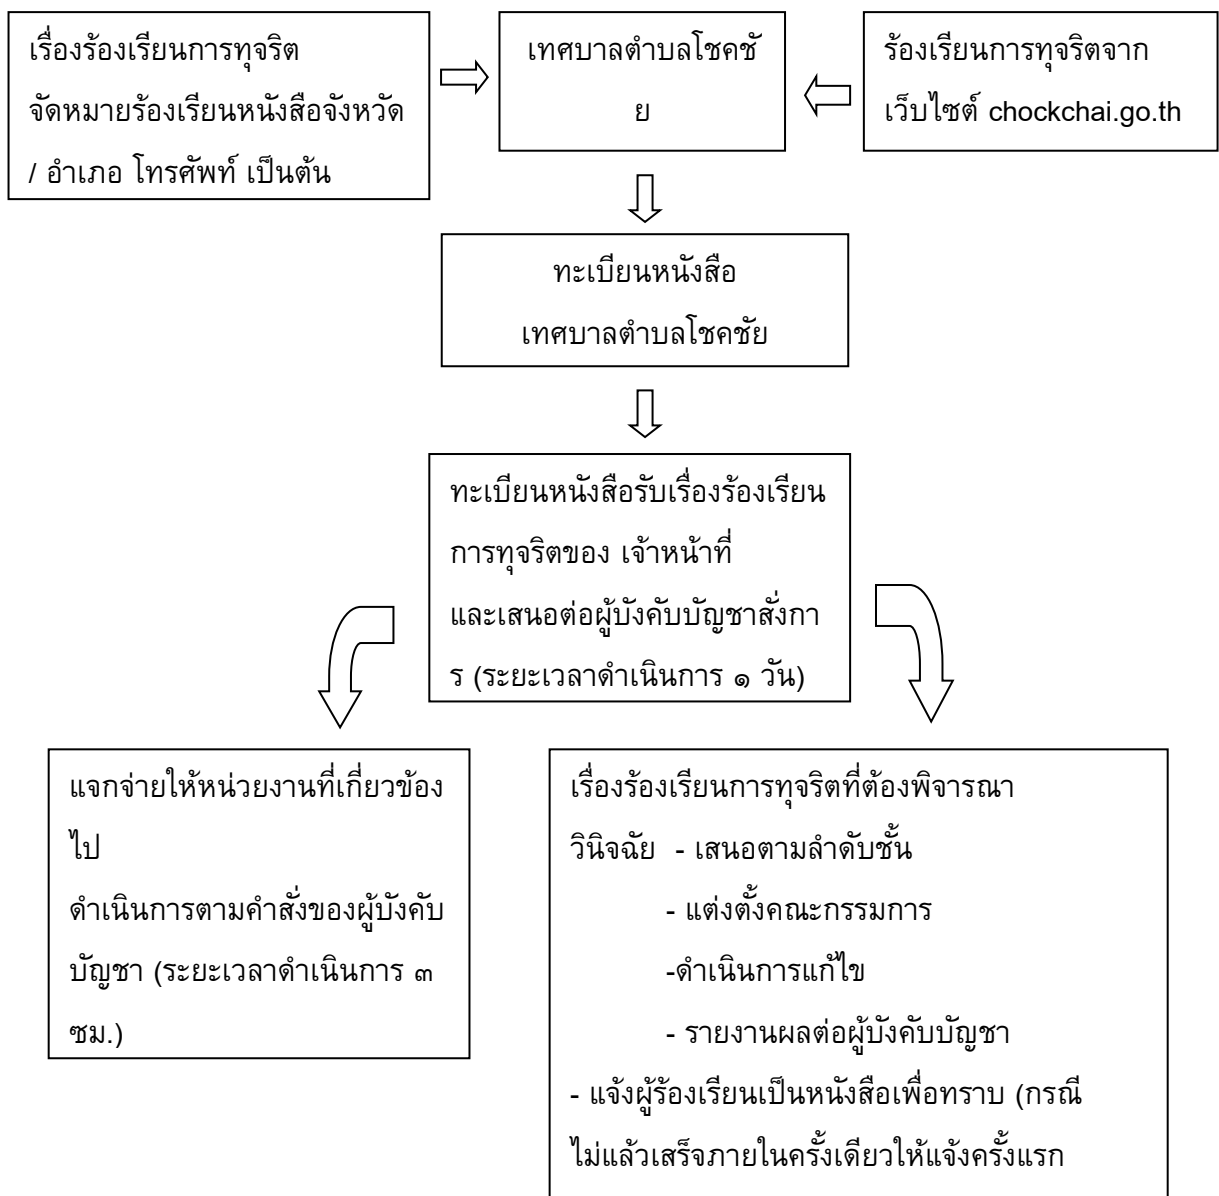 เรื่องร้องเรียนการทุจริต
จัดหมายร้องเรียนหนังสือจังหวัด
/ อำเภอ โทรศัพท์ เป็นต้น
เทศบาลตำบลโชคชั
ย
ร้องเรียนการทุจริตจาก
เว็บไซต์ chockchai.go.th
ทะเบียนหนังสือ
เทศบาลตำบลโชคชัย
ทะเบียนหนังสือรับเรื่องร้องเรียน
การทุจริตของ เจ้าหน้าที่
และเสนอต่อผู้บังคับบัญชาสั่งกา
ร (ระยะเวลาดำเนินการ ๑ วัน)
แจกจ่ายให้หน่วยงานที่เกี่ยวข้อง
ไป
ดำเนินการตามคำสั่งของผู้บังคับ
บัญชา (ระยะเวลาดำเนินการ ๓
ซม.)
เรื่องร้องเรียนการทุจริตที่ต้องพิจารณา
วินิจฉัย - เสนอตามลำดับชั้น
- แต่งตั้งคณะกรรมการ
-ดำเนินการแก้ไข
- รายงานผลต่อผู้บังคับบัญชา
- แจ้งผู้ร้องเรียนเป็นหนังสือเพื่อทราบ (กรณี
ไม่แล้วเสร็จภายในครั้งเดียวให้แจ้งครั้งแรก